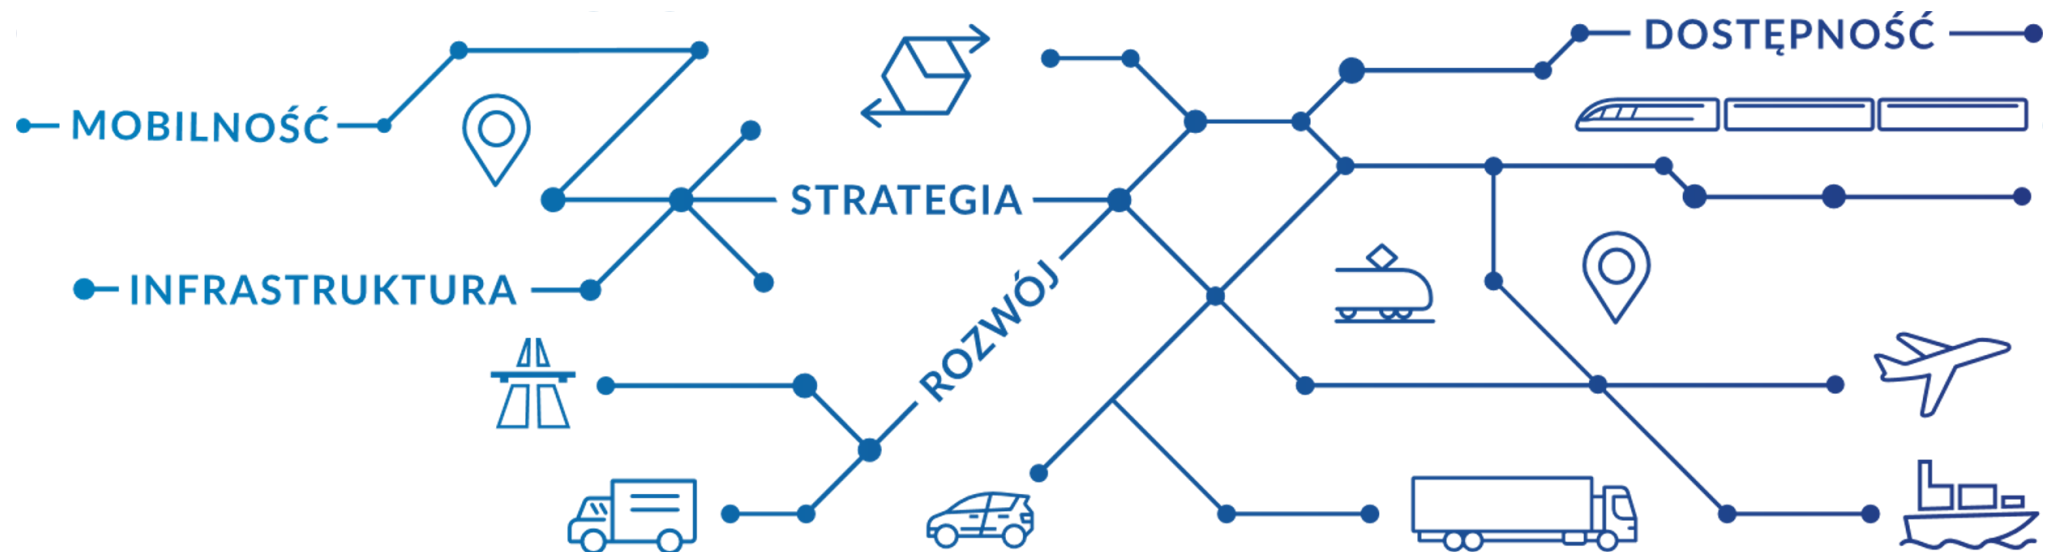 DOSTĘPNOŚĆ
MOBILNOŚĆ
STRATEGIA
INFRASTRUKTURA
ROZWÓJ